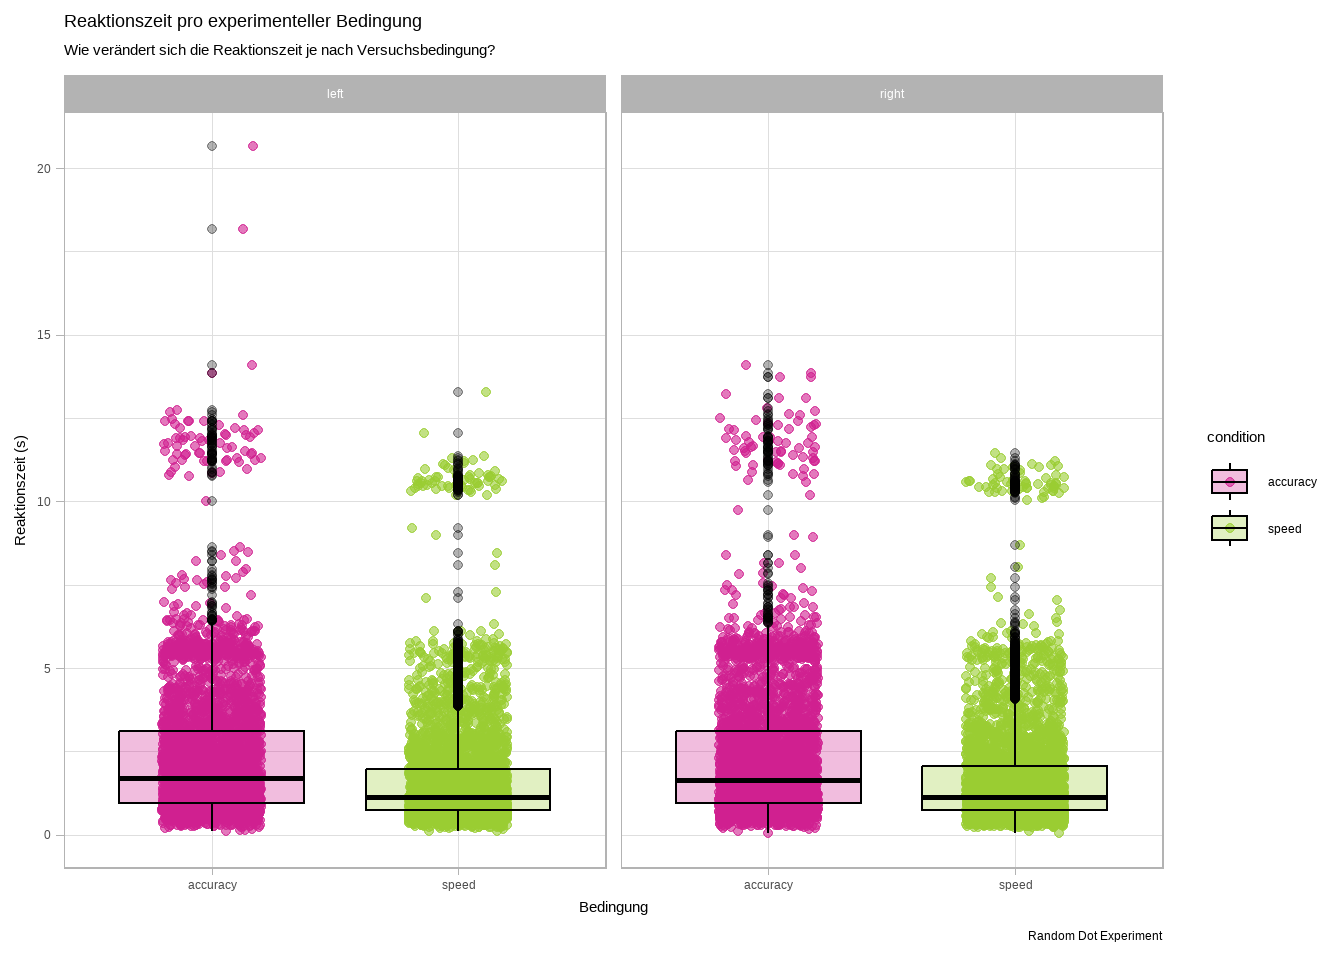 Reaktionszeit pro experimenteller Bedingung
Wie verändert sich die Reaktionszeit je nach Versuchsbedingung?
left
right
20
15
10
5
0
Reaktionszeit (s)
accuracy
speed
accuracy
speed
Bedingung
condition
accuracy
speed
Random Dot Experiment